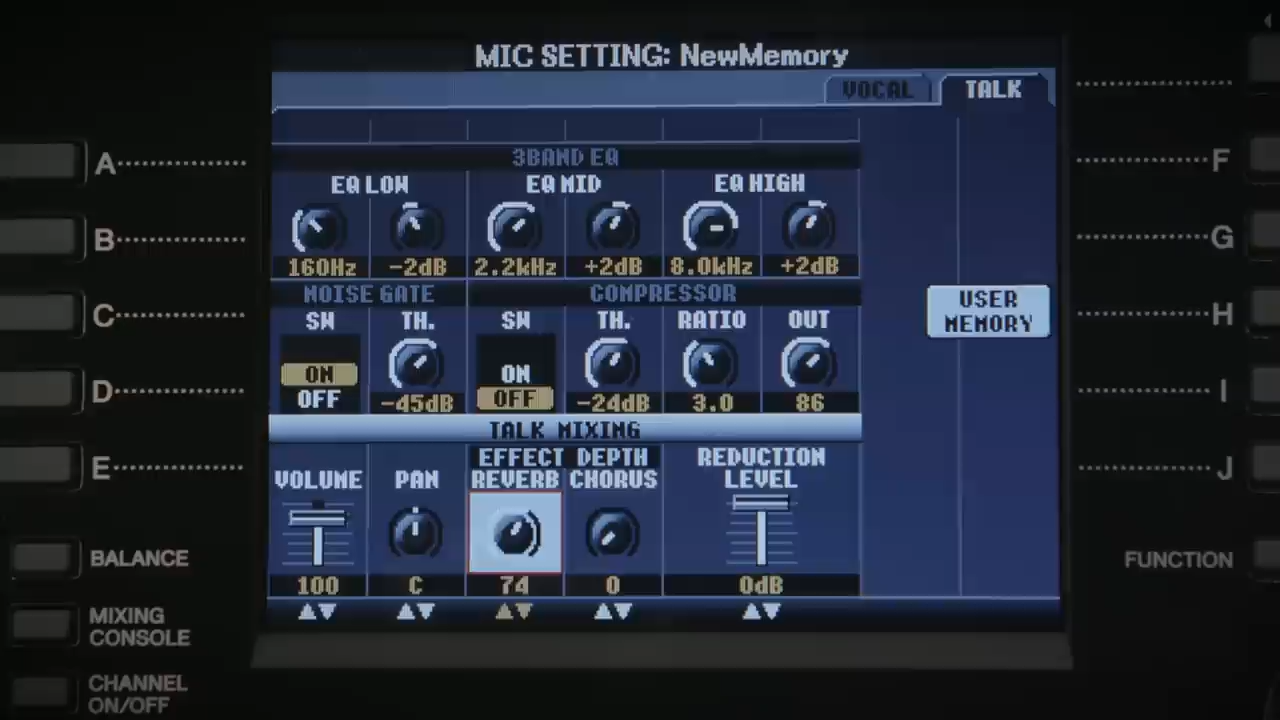 MIC SETTING: NewMemory
VOCAL TALK
3BAND EQ
EQ LOW EQ MID EQ HIGH
160Hz -2dB 2.2kHz +2dB 8.0kHz +2dB
NOISE GATE COMPRESSOR
SW TH. SW TH. RATIO OUT
ON ON
OFF OFF
-45dB -24dB 3.0 86
USER
MEMORY
TALK MIXING
EFFECT DEPTH REDUCTION
VOLUME PAN REVERB CHORUS LEVEL
100 C 74 0 0dB
A
B
C
D
E
BALANCE
MIXING
CONSOLE
CHANNEL
ON/OFF
F
G
H
I
J
FUNCTION